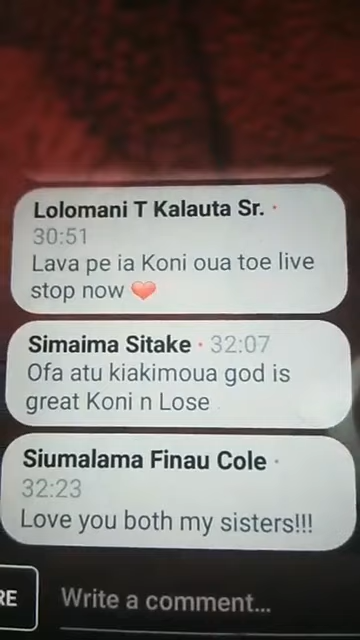 Lolomani T Kalauta Sr. ·
30:51
Lava pe ia Koni oua toe live
stop now ❤️
Simaima Sitake · 32:07
Ofa atu kiakimoua god is
great Koni n Lose
Siumalama Finau Cole ·
32:23
Love you both my sisters!!!
RE
Write a comment...